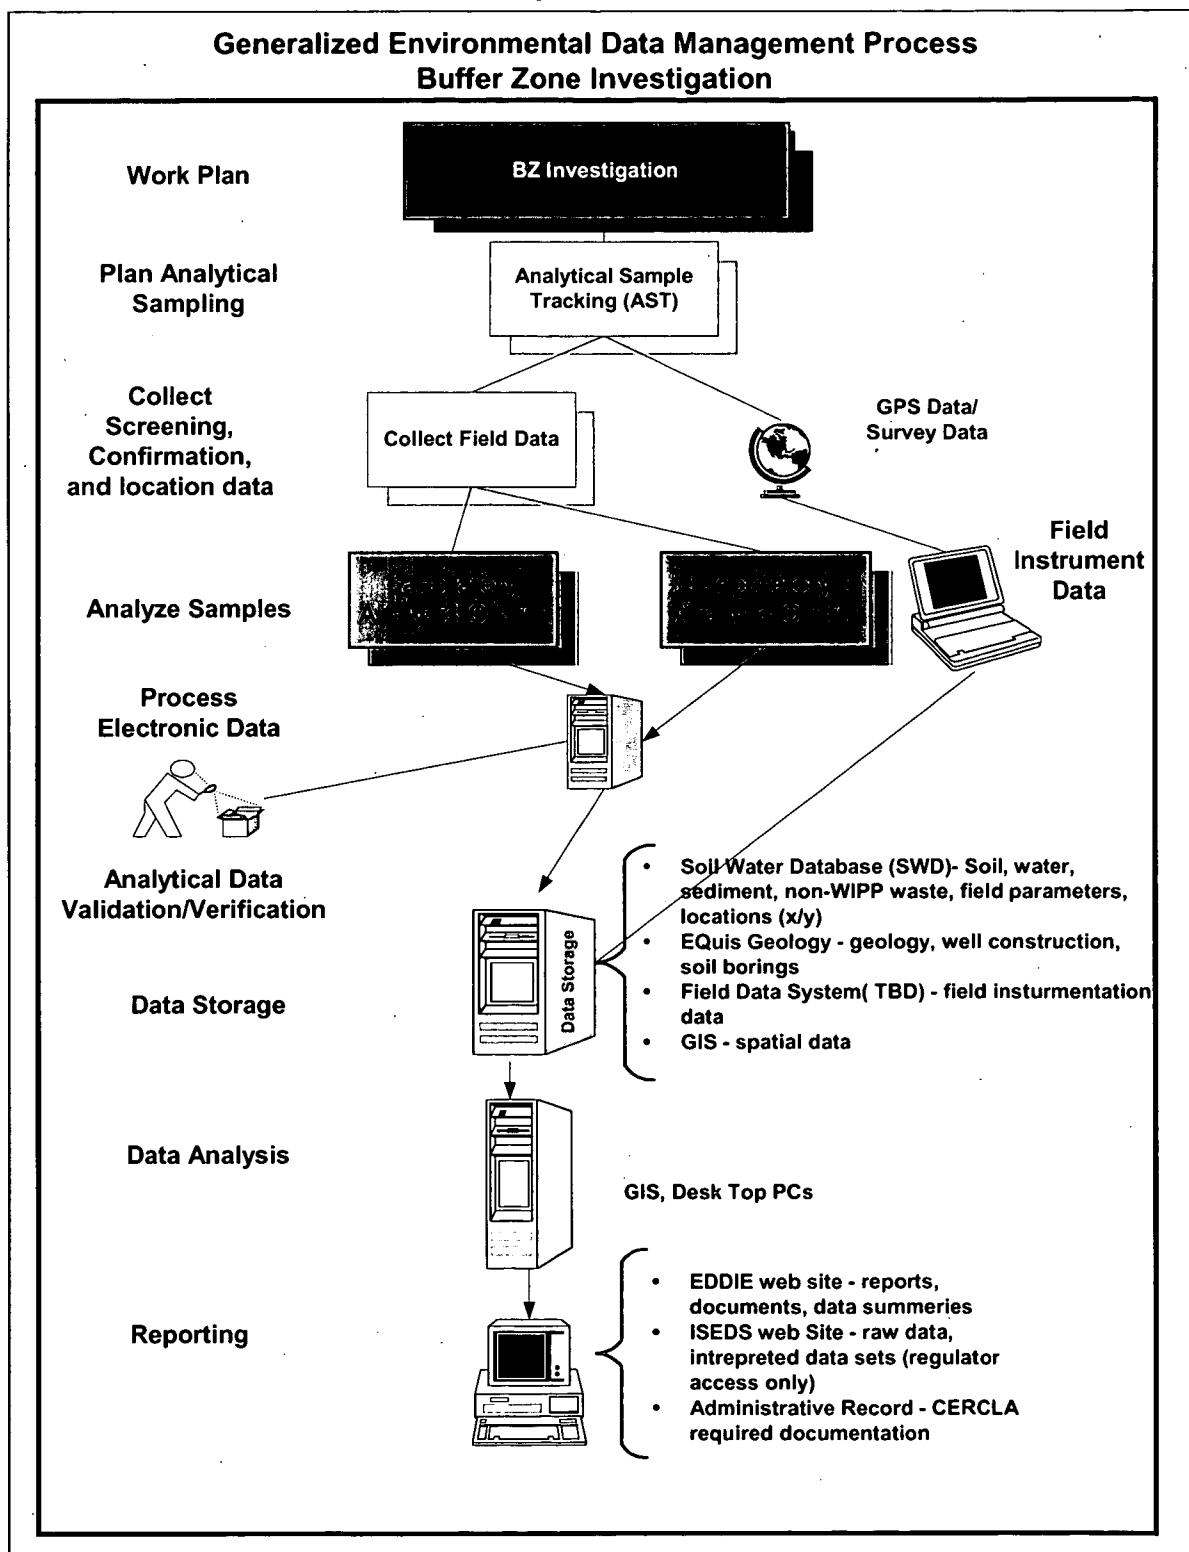 Generalized Environmental Data Management Process
Buffer Zone Investigation
Work Plan
BZ Investigation
Plan Analytical
Sampling
Analytical Sample
Tracking (AST)
Collect
Screening,
Confirmation,
and location data
Collect Field Data
GPS Data/
Survey Data
Field
Instrument
Data
Analyze Samples
Process
Electronic Data
Analytical Data
Validation/Verification
Data Storage
Data Storage
• Soil Water Database (SWD)- Soil, water,
sediment, non-WIPP waste, field parameters,
locations (x/y)
• EQuis Geology - geology, well construction,
soil borings
• Field Data System( TBD) - field insturmentation
data
• GIS - spatial data
Data Analysis
GIS, Desk Top PCs
Reporting
• EDDIE web site - reports,
documents, data summeries
• ISEDS web Site - raw data,
intrepreted data sets (regulator
access only)
• Administrative Record - CERCLA
required documentation